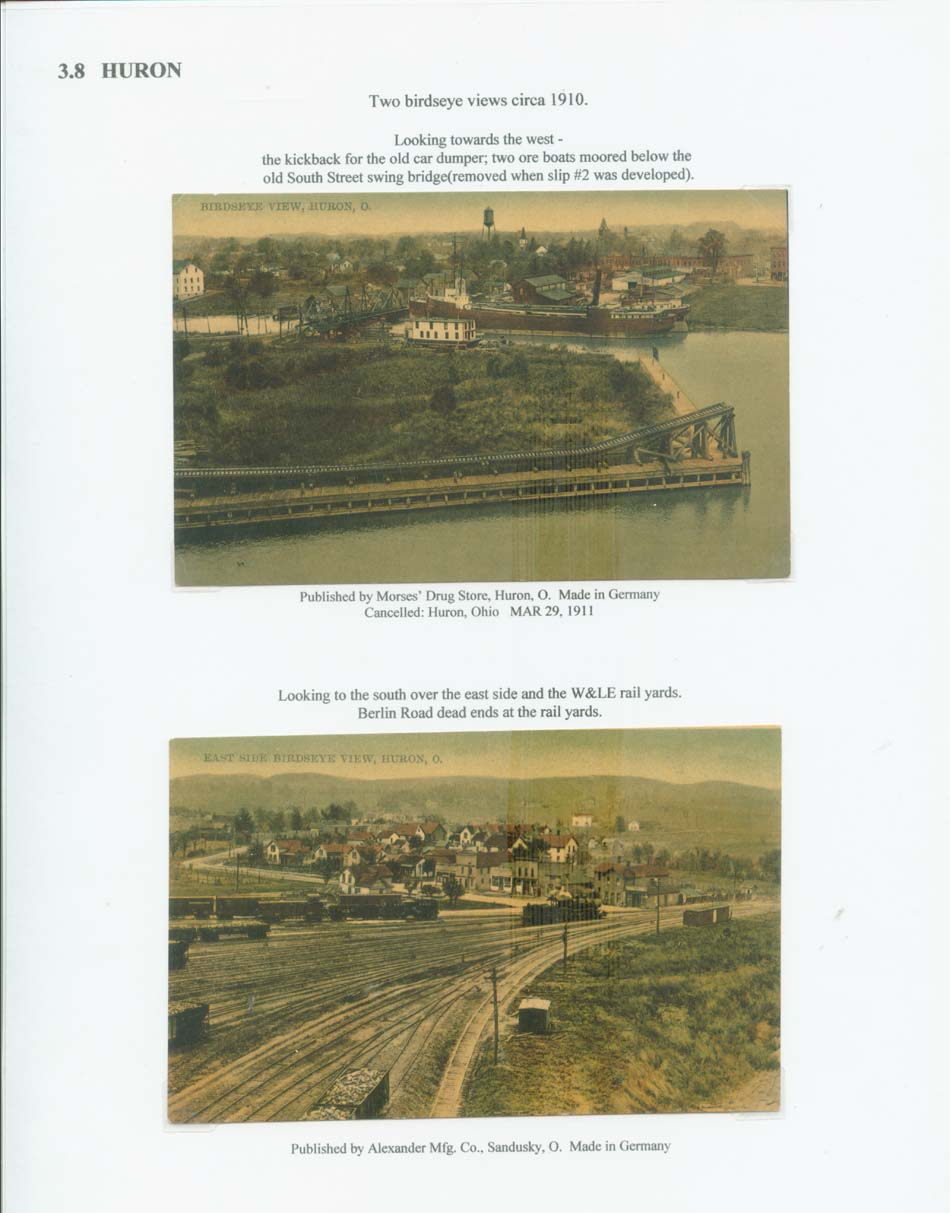 3.8 HURON
Two birdseye views circa 1910.
Looking towards the west -
the kickback for the old car dumper; two ore boats moored below the
old South Street swing bridge(removed when slip #2 was developed).
BIRDSEYE VIEW, HURON, O.
Published by Morses' Drug Store, Huron, O. Made in Germany
Cancelled: Huron, Ohio MAR 29, 1911
Looking to the south over the east side and the W&LE rail yards.
Berlin Road dead ends at the rail yards.
EAST SIDE BIRDSEYE VIEW, HURON, O.
Published by Alexander Mfg. Co., Sandusky, O. Made in Germany